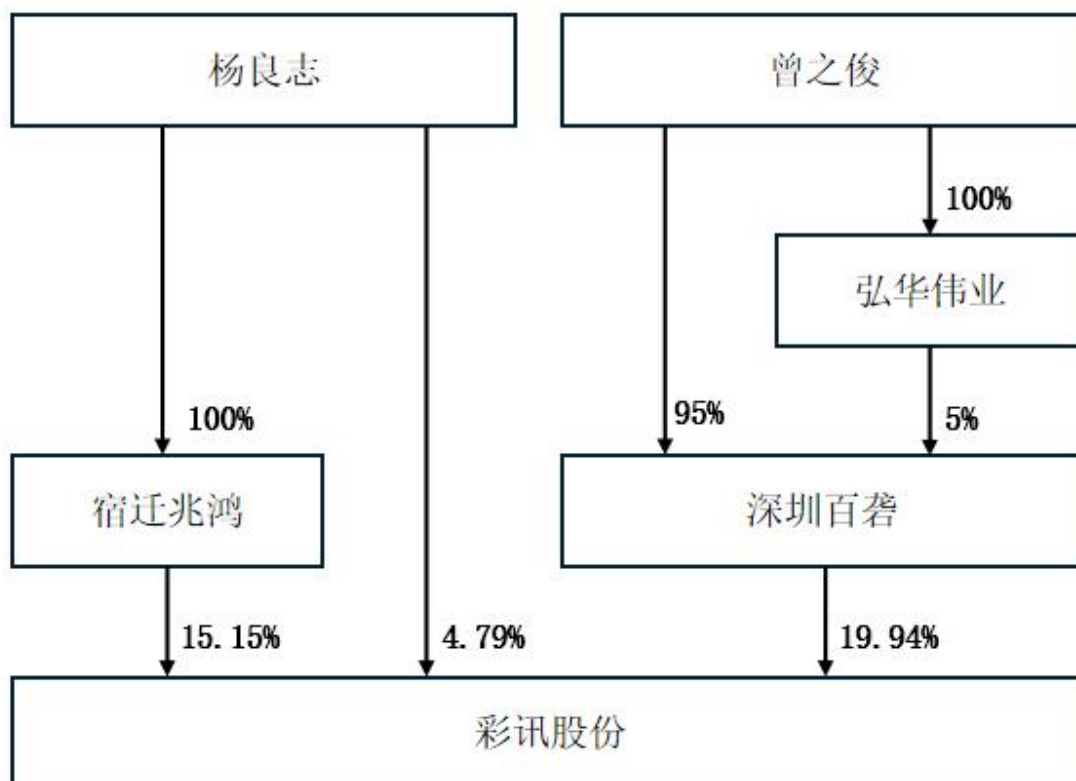 杨良志
曾之俊
100%
弘华伟业
100%
95%
5%
宿迁兆鸿
深圳百砻
15.15%
4.79%
19.94%
彩讯股份